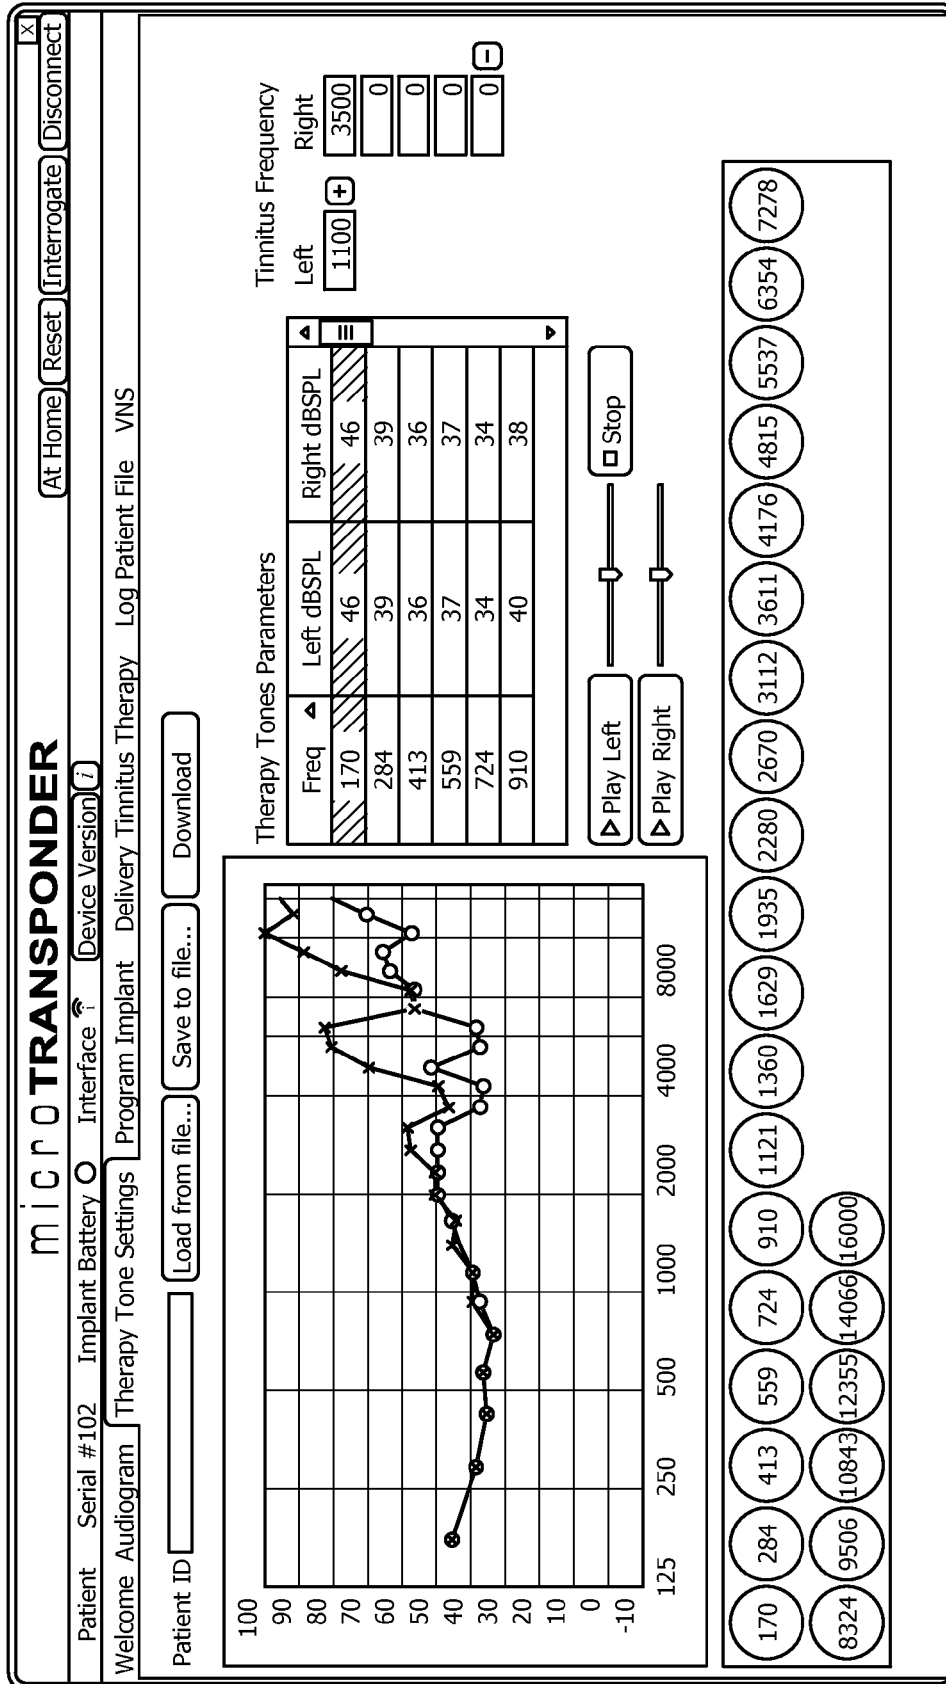 microTRANSPONDER
X
At Home Reset Interrogate Disconnect
Patient Serial #102 Implant Battery Interface i Device Version i
Welcome Audiogram Therapy Tone Settings Program Implant Delivery Tinnitus Therapy Log Patient File VNS
Patient ID Load from file... Save to file... Download
100
90
80
70
60
50
40
30
20
10
0
-10
125 250 500 1000 2000 4000 8000
Therapy Tones Parameters
Freq Left dBSPL Right dBSPL
170 46 46
284 39 39
413 36 36
559 37 37
724 34 34
910 40 38
Play Left Stop
Play Right
Tinnitus Frequency
Left Right
1100 + 3500
0
0
0
0 -
170 284 413 559 724 910 1121 1360 1629 1935 2280 2670 3112 3611 4176 4815 5537 6354 7278
8324 9506 10843 12355 14066 16000